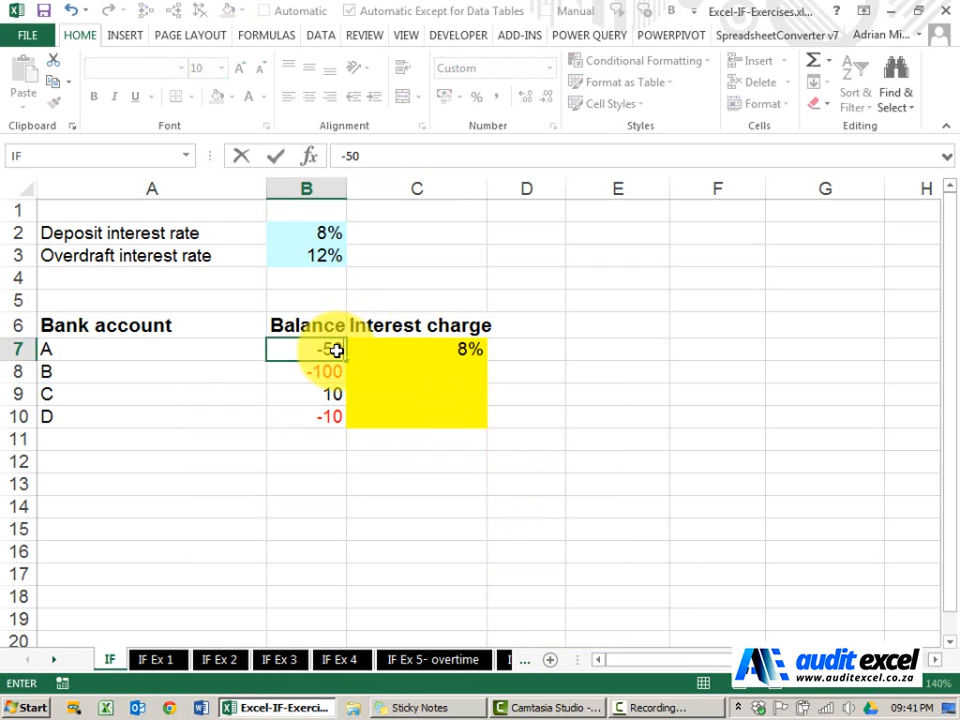 Automatic Automatic Except for Data Tables Manual B Excel-IF-Exercises.xl... ?
FILE HOME INSERT PAGE LAYOUT FORMULAS DATA REVIEW VIEW DEVELOPER ADD-INS POWER QUERY POWERPIVOT SpreadsheetConverter v7 Adrian Mi...
10 A A Custom Conditional Formatting Insert
Paste Format as Table Delete Sort & Find &
B I U A % Cell Styles Format Filter Select
Clipboard Font Alignment Number Styles Cells Editing
IF fx -50
A B C D E F G H
1
2 Deposit interest rate 8%
3 Overdraft interest rate 12%
4
5
6 Bank account Balance Interest charge
7 A -50 8%
8 B -100
9 C 10
10 D -10
11
12
13
14
15
16
17
18
19
20
IF IF Ex 1 IF Ex 2 IF Ex 3 IF Ex 4 IF Ex 5- overtime ...
audit excel
www.auditexcel.co.za
ENTER 140%
Start Excel-IF-Exerci... Sticky Notes Camtasia Studio -... Recording... 09:41 PM